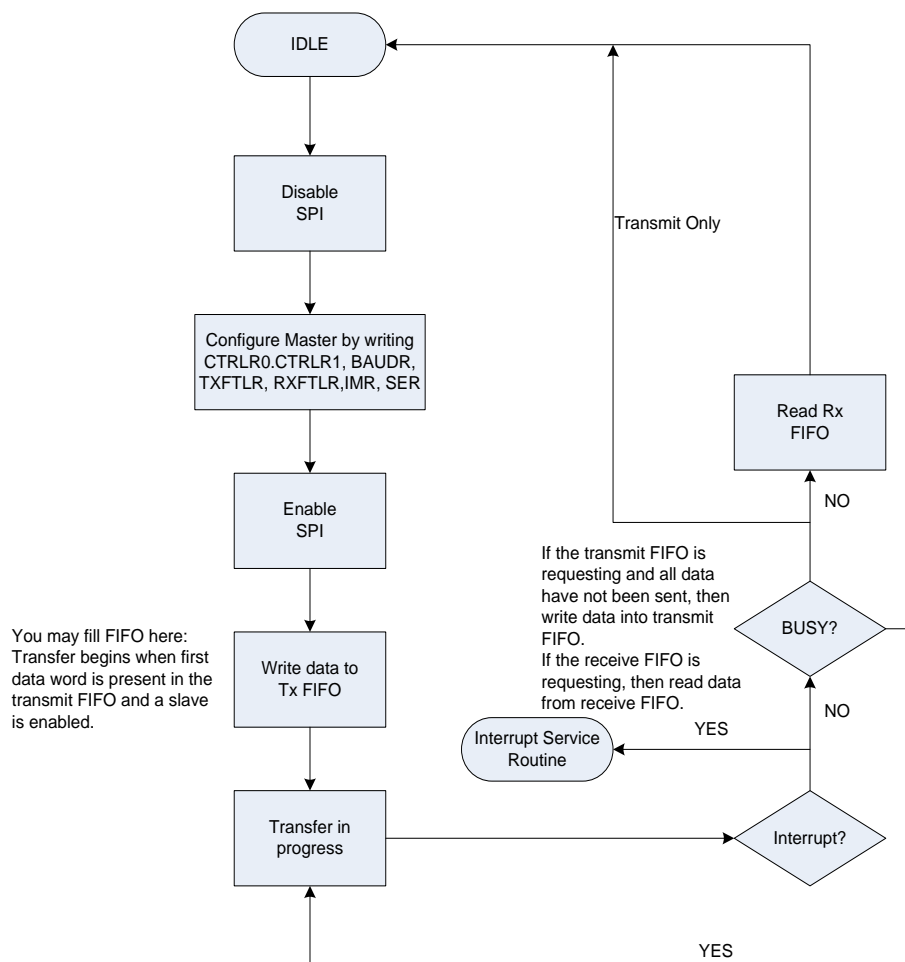 IDLE
Disable
SPI
Transmit Only
Configure Master by writing
CTRLR0.CTRLR1, BAUDR,
TXFTLR, RXFTLR,IMR, SER
Read Rx
FIFO
NO
Enable
SPI
If the transmit FIFO is
requesting and all data
have not been sent, then
write data into transmit
FIFO.
If the receive FIFO is
requesting, then read data
from receive FIFO.
BUSY?
You may fill FIFO here:
Transfer begins when first
data word is present in the
transmit FIFO and a slave
is enabled.
Write data to
Tx FIFO
NO
YES
Interrupt Service
Routine
Transfer in
progress
Interrupt?
YES